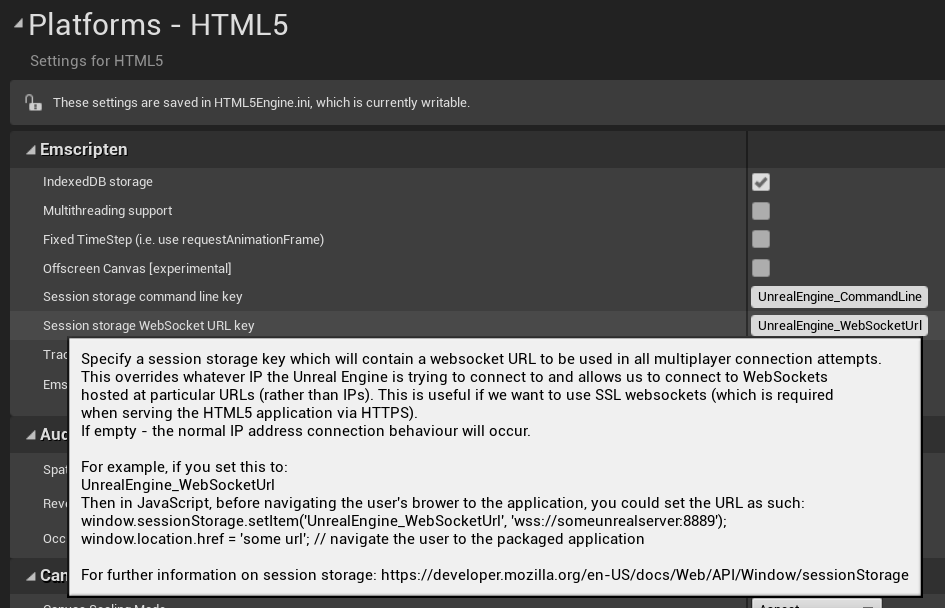 Platforms - HTML5
Settings for HTML5
These settings are saved in HTML5Engine.ini, which is currently writable.
Emscripten
IndexedDB storage
Multithreading support
Fixed TimeStep (i.e. use requestAnimationFrame)
Offscreen Canvas [experimental]
Session storage command line key UnrealEngine_CommandLine
Session storage WebSocket URL key UnrealEngine_WebSocketUrl
Specify a session storage key which will contain a websocket URL to be used in all multiplayer connection attempts.
This overrides whatever IP the Unreal Engine is trying to connect to and allows us to connect to WebSockets
hosted at particular URLs (rather than IPs). This is useful if we want to use SSL websockets (which is required
when serving the HTML5 application via HTTPS).
If empty - the normal IP address connection behaviour will occur.
For example, if you set this to:
UnrealEngine_WebSocketUrl
Then in JavaScript, before navigating the user's brower to the application, you could set the URL as such:
window.sessionStorage.setItem('UnrealEngine_WebSocketUrl', 'wss://someunrealserver:8889');
window.location.href = 'some url'; // navigate the user to the packaged application
For further information on session storage: https://developer.mozilla.org/en-US/docs/Web/API/Window/sessionStorage